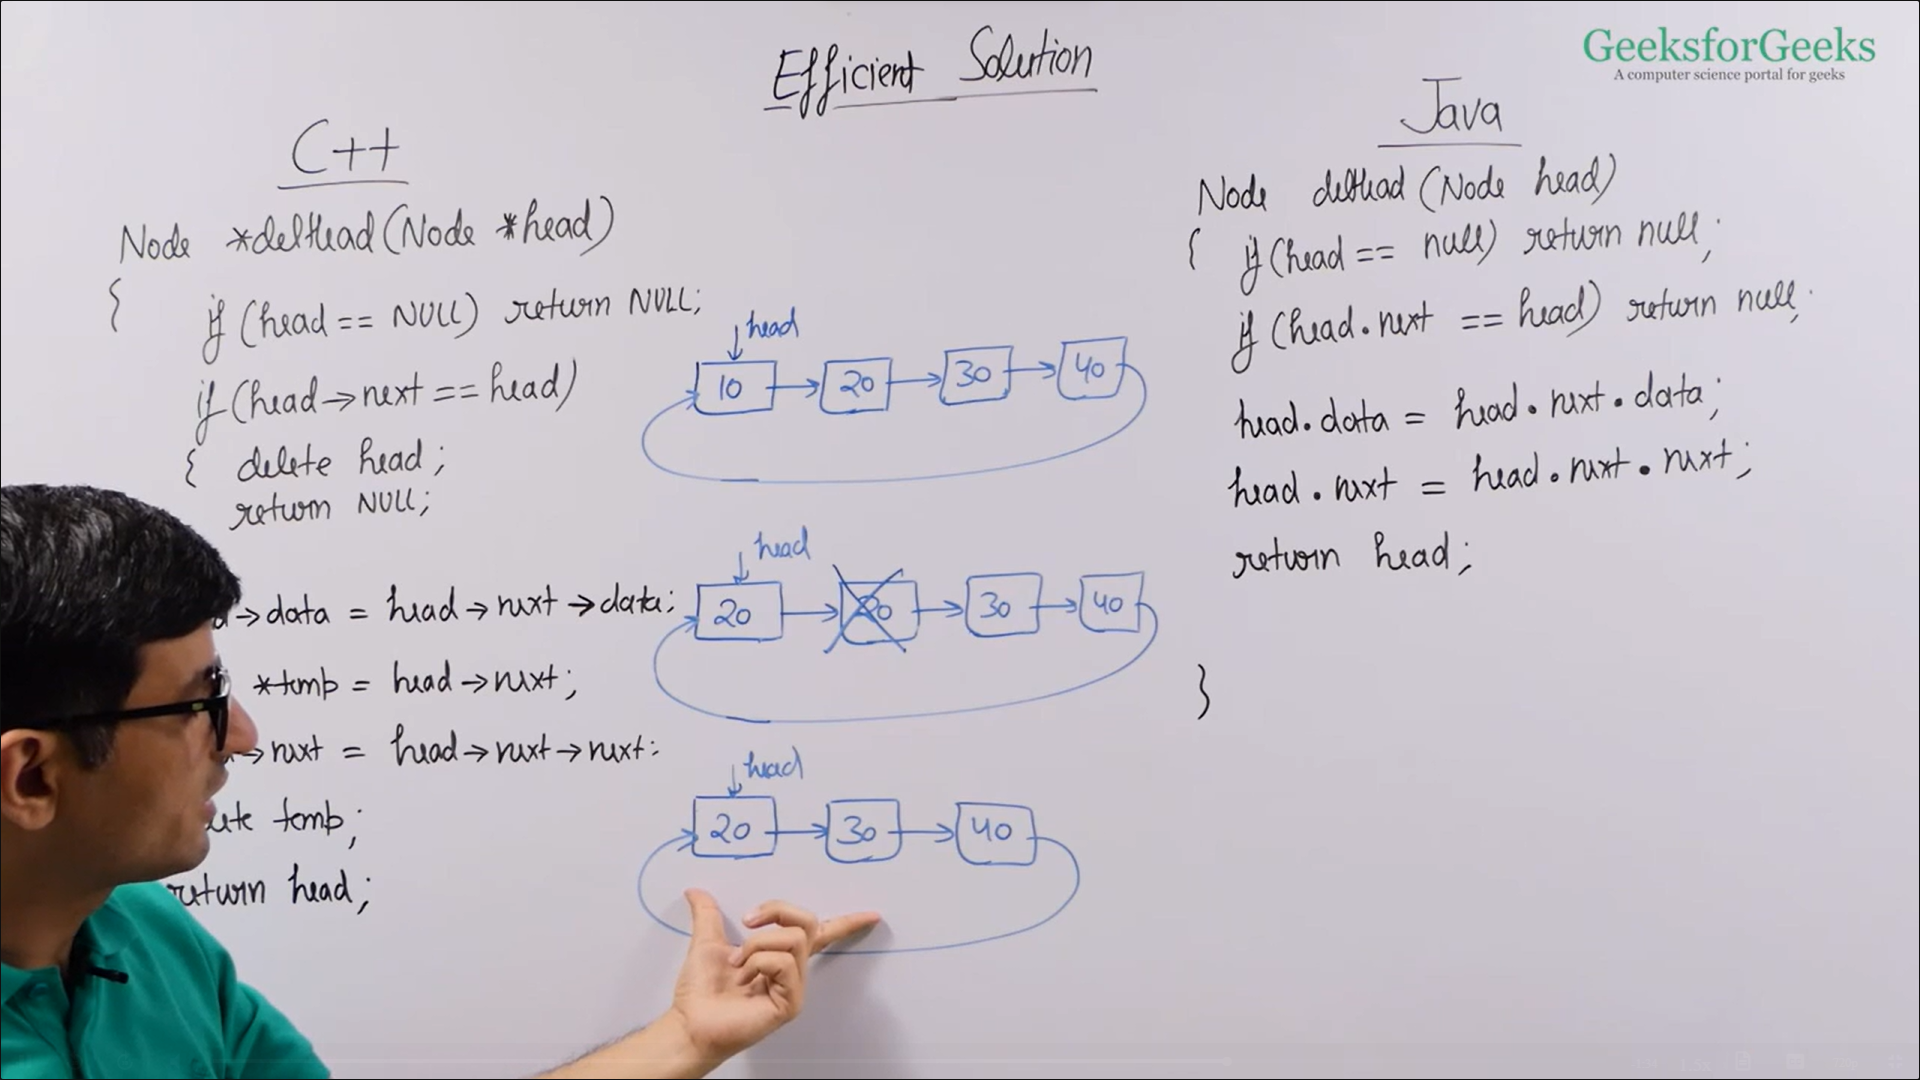 Efficient Solution
GeeksforGeeks
A computer science portal for geeks
C++
Node *delHead(Node *head)
{ if(head == NULL) return NULL;
if(head→next == head)
{ delete head;
return NULL;
→data = head→next→data;
*temp = head→next;
→next = head→next→next;
temp;
return head;
head
10 20 30 40
head
20 20 30 40
head
20 30 40
Java
Node delHead(Node head)
{ if(head == null) return null;
if(head.next == head) return null;
head.data = head.next.data;
head.next = head.next.next;
return head;
}